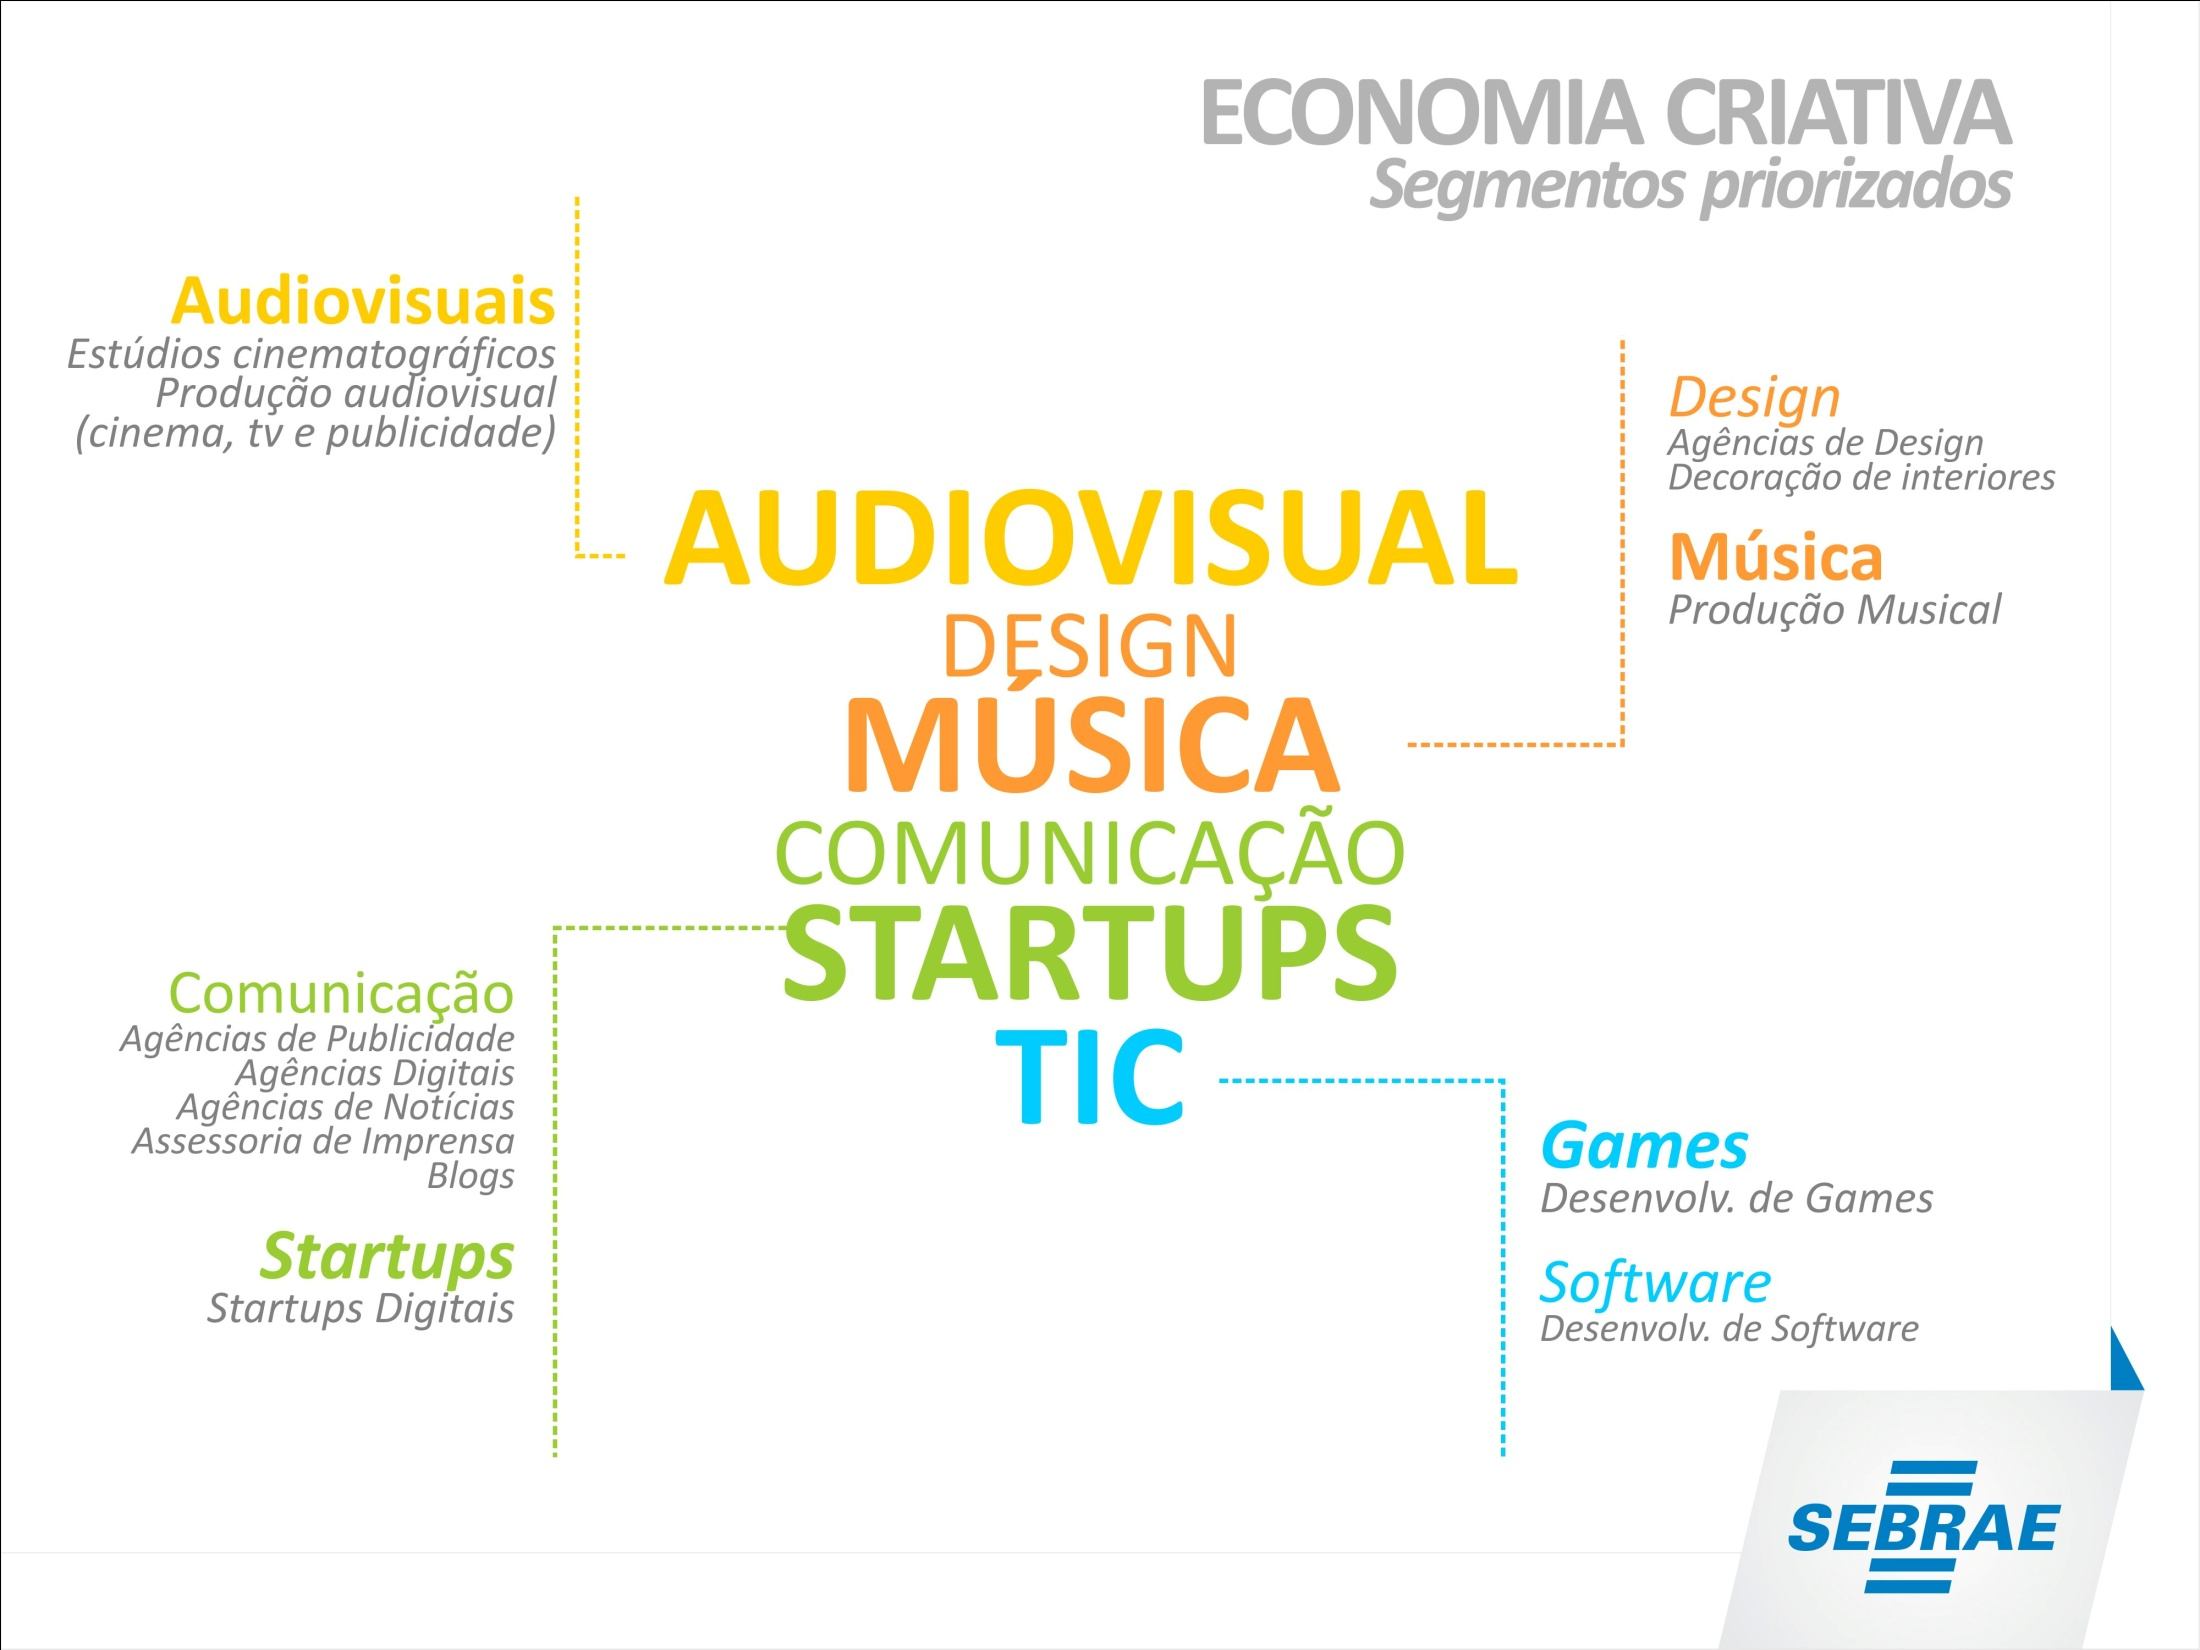 ECONOMIA CRIATIVA
Segmentos priorizados
Audiovisuais
Estúdios cinematográficos
Produção audiovisual
(cinema, tv e publicidade)
Design
Agências de Design
Decoração de interiores
Música
Produção Musical
AUDIOVISUAL
DESIGN
MÚSICA
COMUNICAÇÃO
STARTUPS
TIC
Comunicação
Agências de Publicidade
Agências Digitais
Agências de Notícias
Assessoria de Imprensa
Blogs
Startups
Startups Digitais
Games
Desenvolv. de Games
Software
Desenvolv. de Software
SEBRAE